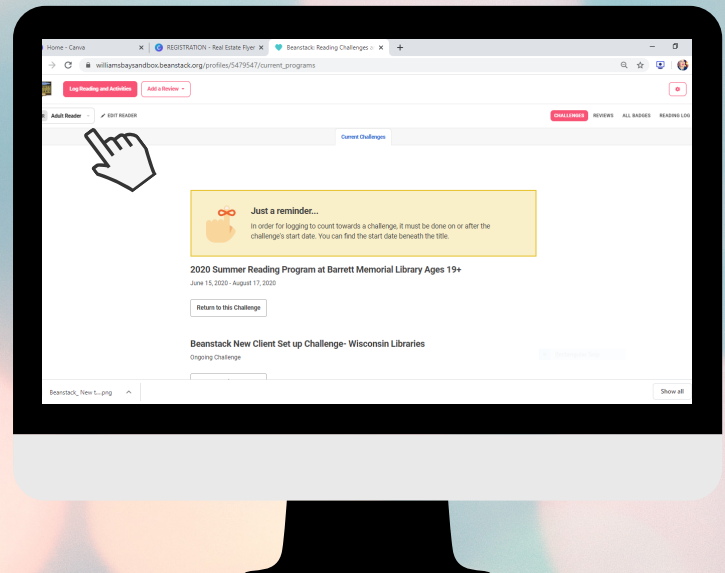 Home - Canva
REGISTRATION - Real Estate Flyer
Beanstack: Reading Challenges
williamsbaysandbox.beanstack.org/profiles/5479547/current_programs
Log Reading and Activities
Add a Review
Adult Reader
EDIT READER
CHALLENGES
REVIEWS
ALL BADGES
READING LOG
Current Challenges
Just a reminder...
In order for logging to count towards a challenge, it must be done on or after the
challenge's start date. You can find the start date beneath the title.
2020 Summer Reading Program at Barrett Memorial Library Ages 19+
June 15, 2020 - August 17, 2020
Return to this Challenge
Beanstack New Client Set up Challenge- Wisconsin Libraries
Ongoing Challenge
Beanstack_ New t....png
Show all